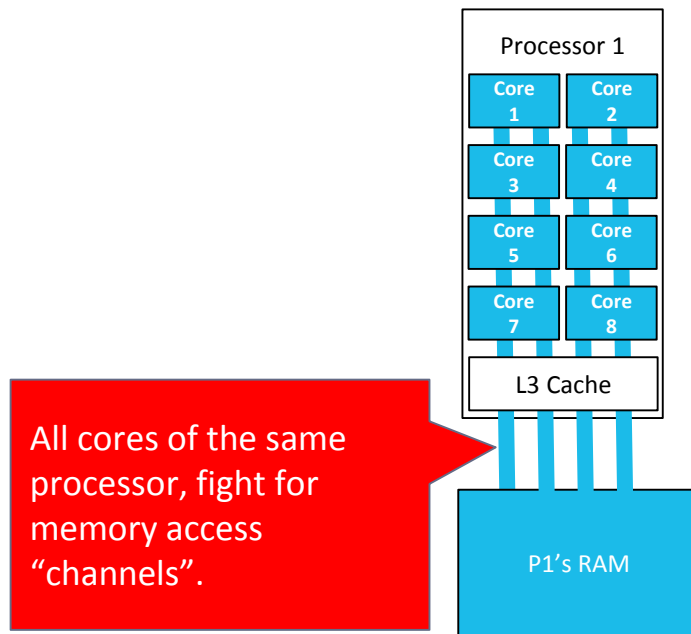 Processor 1
Core
1
Core
2
Core
3
Core
4
Core
5
Core
6
Core
7
Core
8
L3 Cache
All cores of the same
processor, fight for
memory access
“channels”.
P1’s RAM